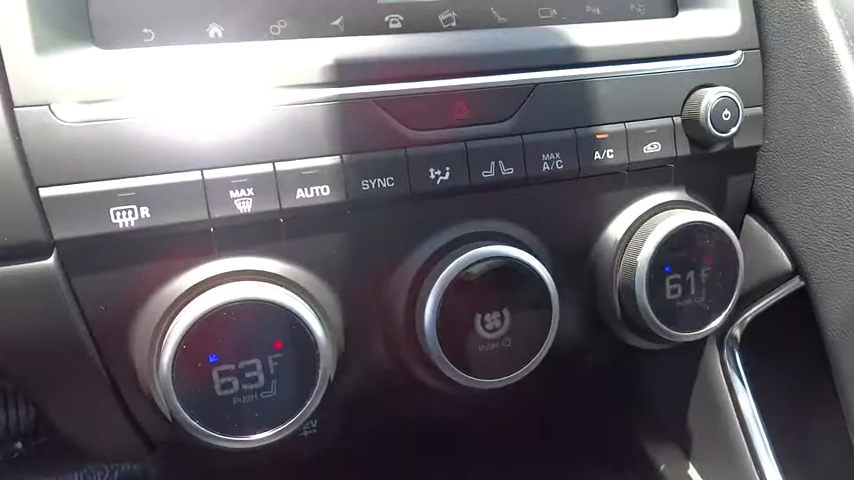 R
MAX
AUTO
SYNC
MAX
A/C
A/C
63 F
PUSH
PUSH
61 F
PUSH